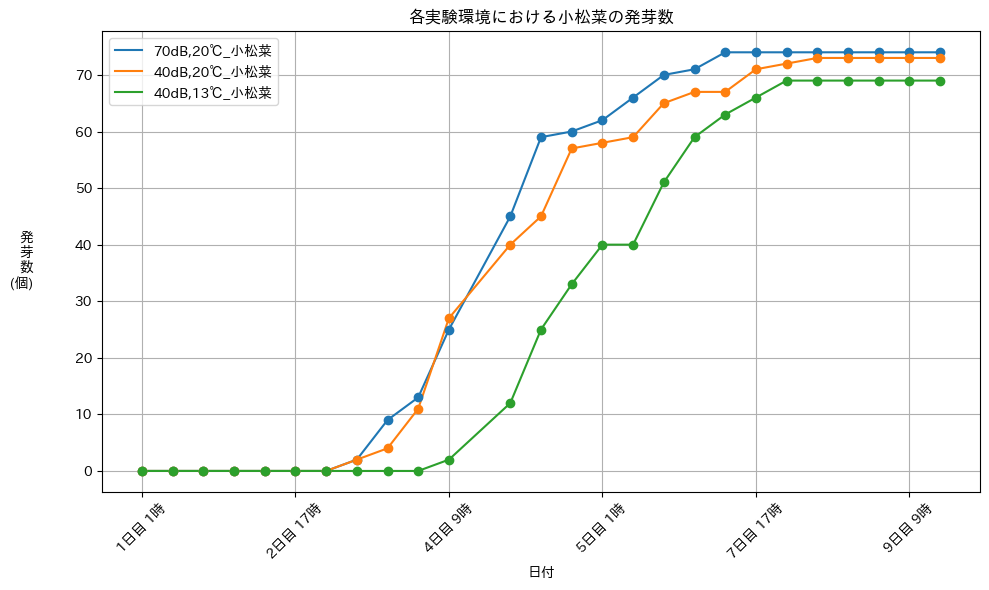 各実験環境における小松菜の発芽数
70dB,20℃_小松菜
40dB,20℃_小松菜
40dB,13℃_小松菜
70
60
50
40
30
20
10
0
発
芽
数
(個)
1日目 1時
2日目 17時
4日目 9時
5日目 1時
7日目 17時
9日目 9時
日付